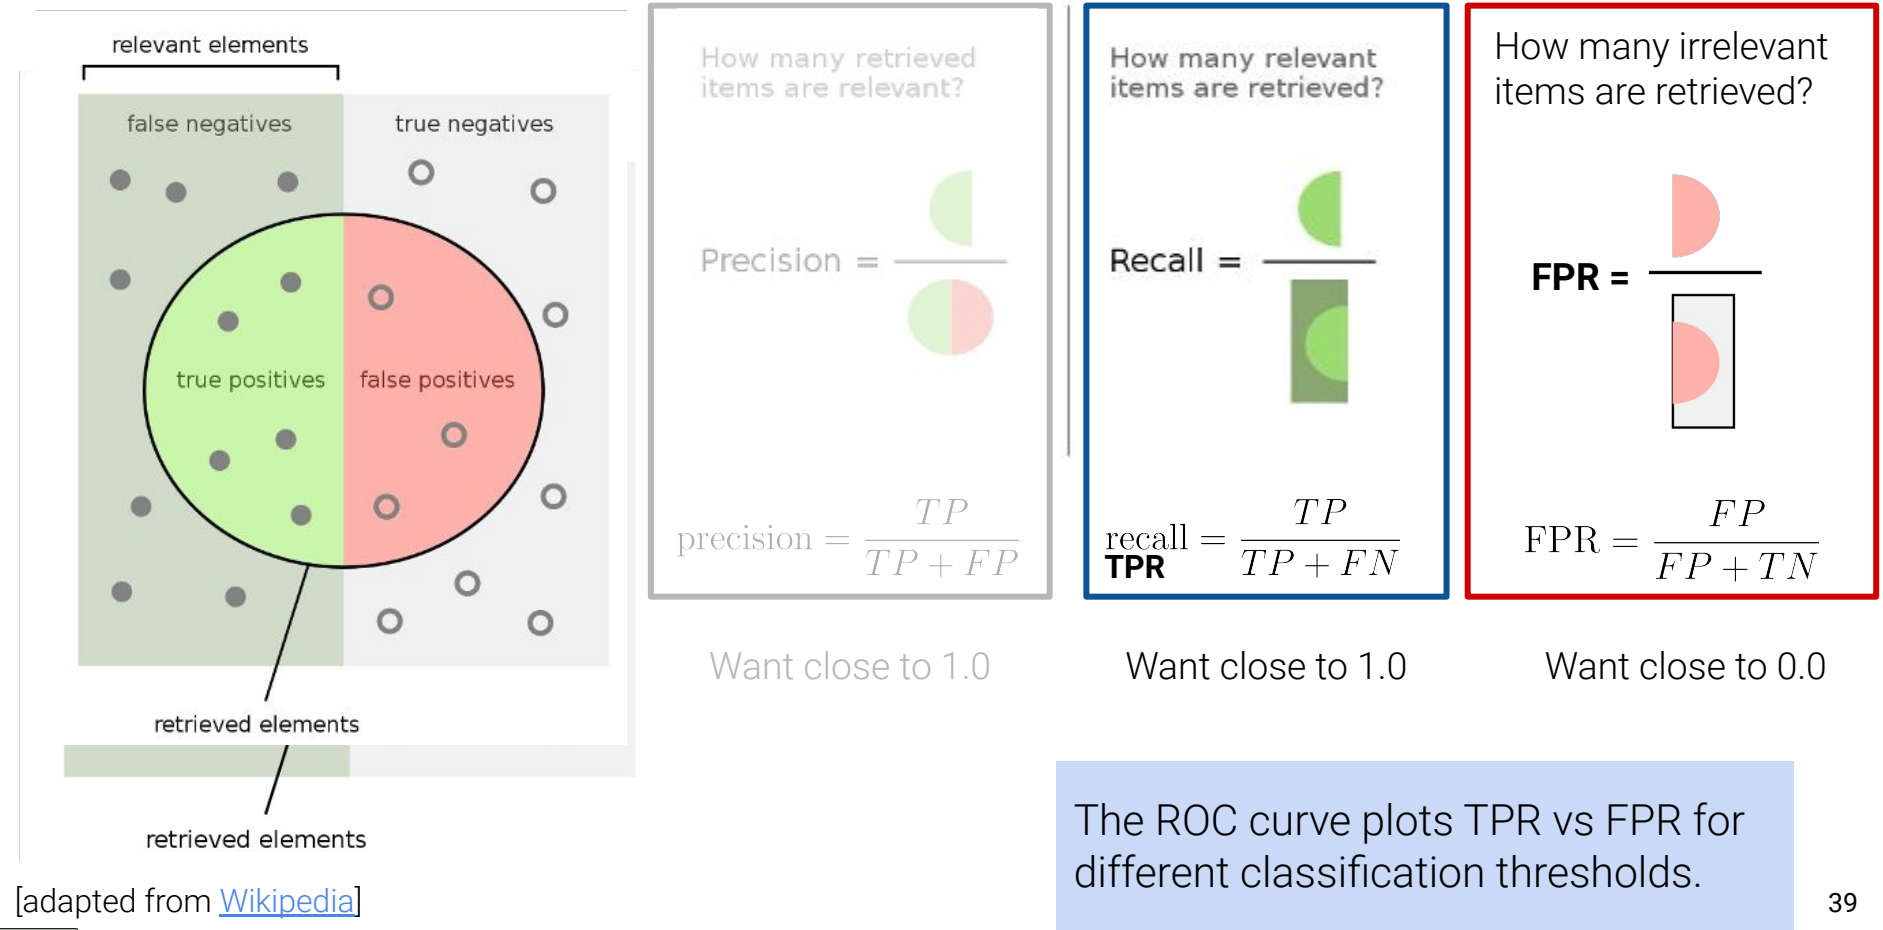 relevant elements
false negatives
true negatives
true positives
false positives
retrieved elements
retrieved elements
[adapted from Wikipedia]
How many retrieved
items are relevant?
Precision =
precision = TP / TP + FP
Want close to 1.0
How many relevant
items are retrieved?
Recall =
recall = TP / TP + FN
TPR
Want close to 1.0
How many irrelevant
items are retrieved?
FPR =
FPR = FP / FP + TN
Want close to 0.0
The ROC curve plots TPR vs FPR for
different classification thresholds.
39